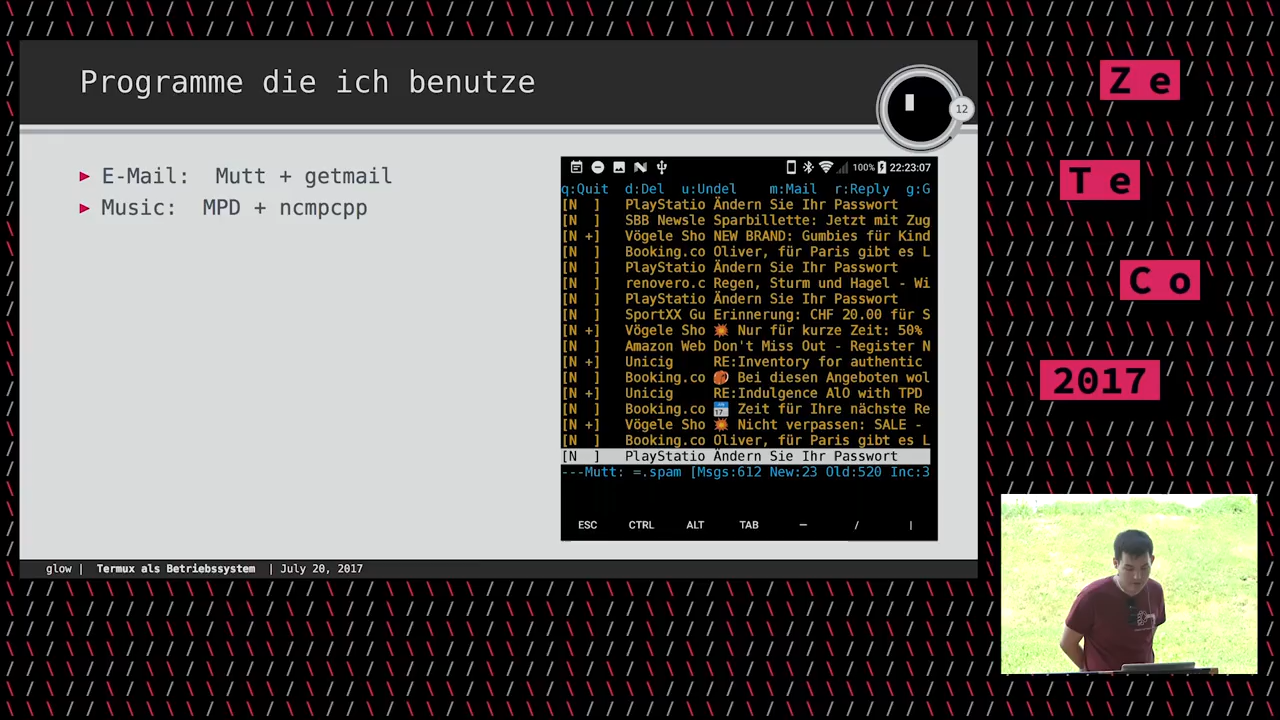 Programme die ich benutze
12
E-Mail: Mutt + getmail
Music: MPD + ncmpcpp
100% 22:23:07
q:Quit d:Del u:Undel m:Mail r:Reply g:G
[N ] PlayStatio Ändern Sie Ihr Passwort
[N ] SBB Newsle Sparbillette: Jetzt mit Zug
[N +] Vögele Sho NEW BRAND: Gumbies für Kind
[N ] Booking.co Oliver, für Paris gibt es L
[N ] PlayStatio Ändern Sie Ihr Passwort
[N ] renovero.c Regen, Sturm und Hagel - Wi
[N ] PlayStatio Ändern Sie Ihr Passwort
[N ] SportXX Gu Erinnerung: CHF 20.00 für S
[N +] Vögele Sho 💥 Nur für kurze Zeit: 50%
[N ] Amazon Web Don't Miss Out - Register N
[N +] Unicig RE:Inventory for authentic
[N ] Booking.co Bei diesen Angeboten wol
[N +] Unicig RE:Indulgence AlO with TPD
[N ] Booking.co 📅 Zeit für Ihre nächste Re
[N +] Vögele Sho 💥 Nicht verpassen: SALE -
[N ] Booking.co Oliver, für Paris gibt es L
[N ] PlayStatio Ändern Sie Ihr Passwort
---Mutt: =.spam [Msgs:612 New:23 Old:520 Inc:3
ESC CTRL ALT TAB – / |
glow | Termux als Betriebssystem | July 20, 2017
Z e
T e
C o
2017